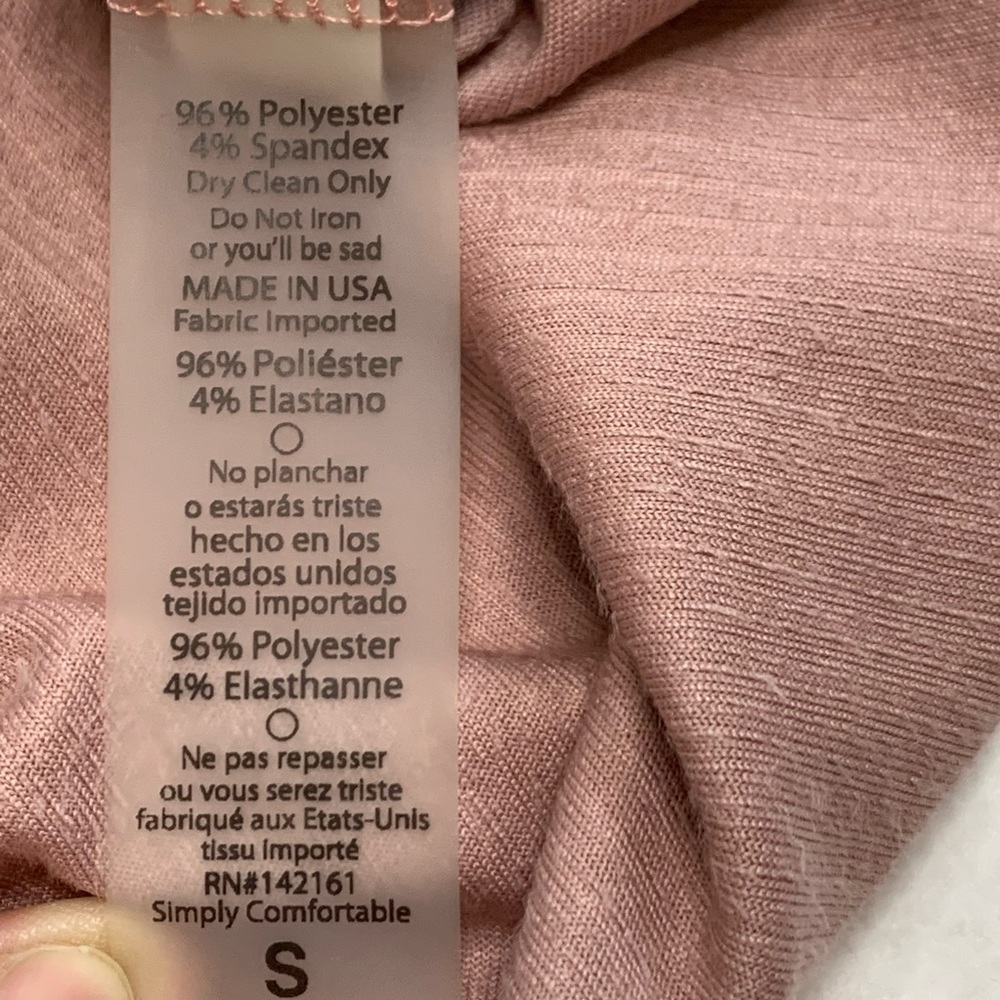 96% Polyester
4% Spandex
Dry Clean Only
Do Not Iron
or you'll be sad
MADE IN USA
Fabric Imported
96% Poliéster
4% Elastano
No planchar
o estarás triste
hecho en los
estados unidos
tejido importado
96% Polyester
4% Elasthanne
Ne pas repasser
ou vous serez triste
fabriqué aux Etats-Unis
tissu importé
RN#142161
Simply Comfortable
S